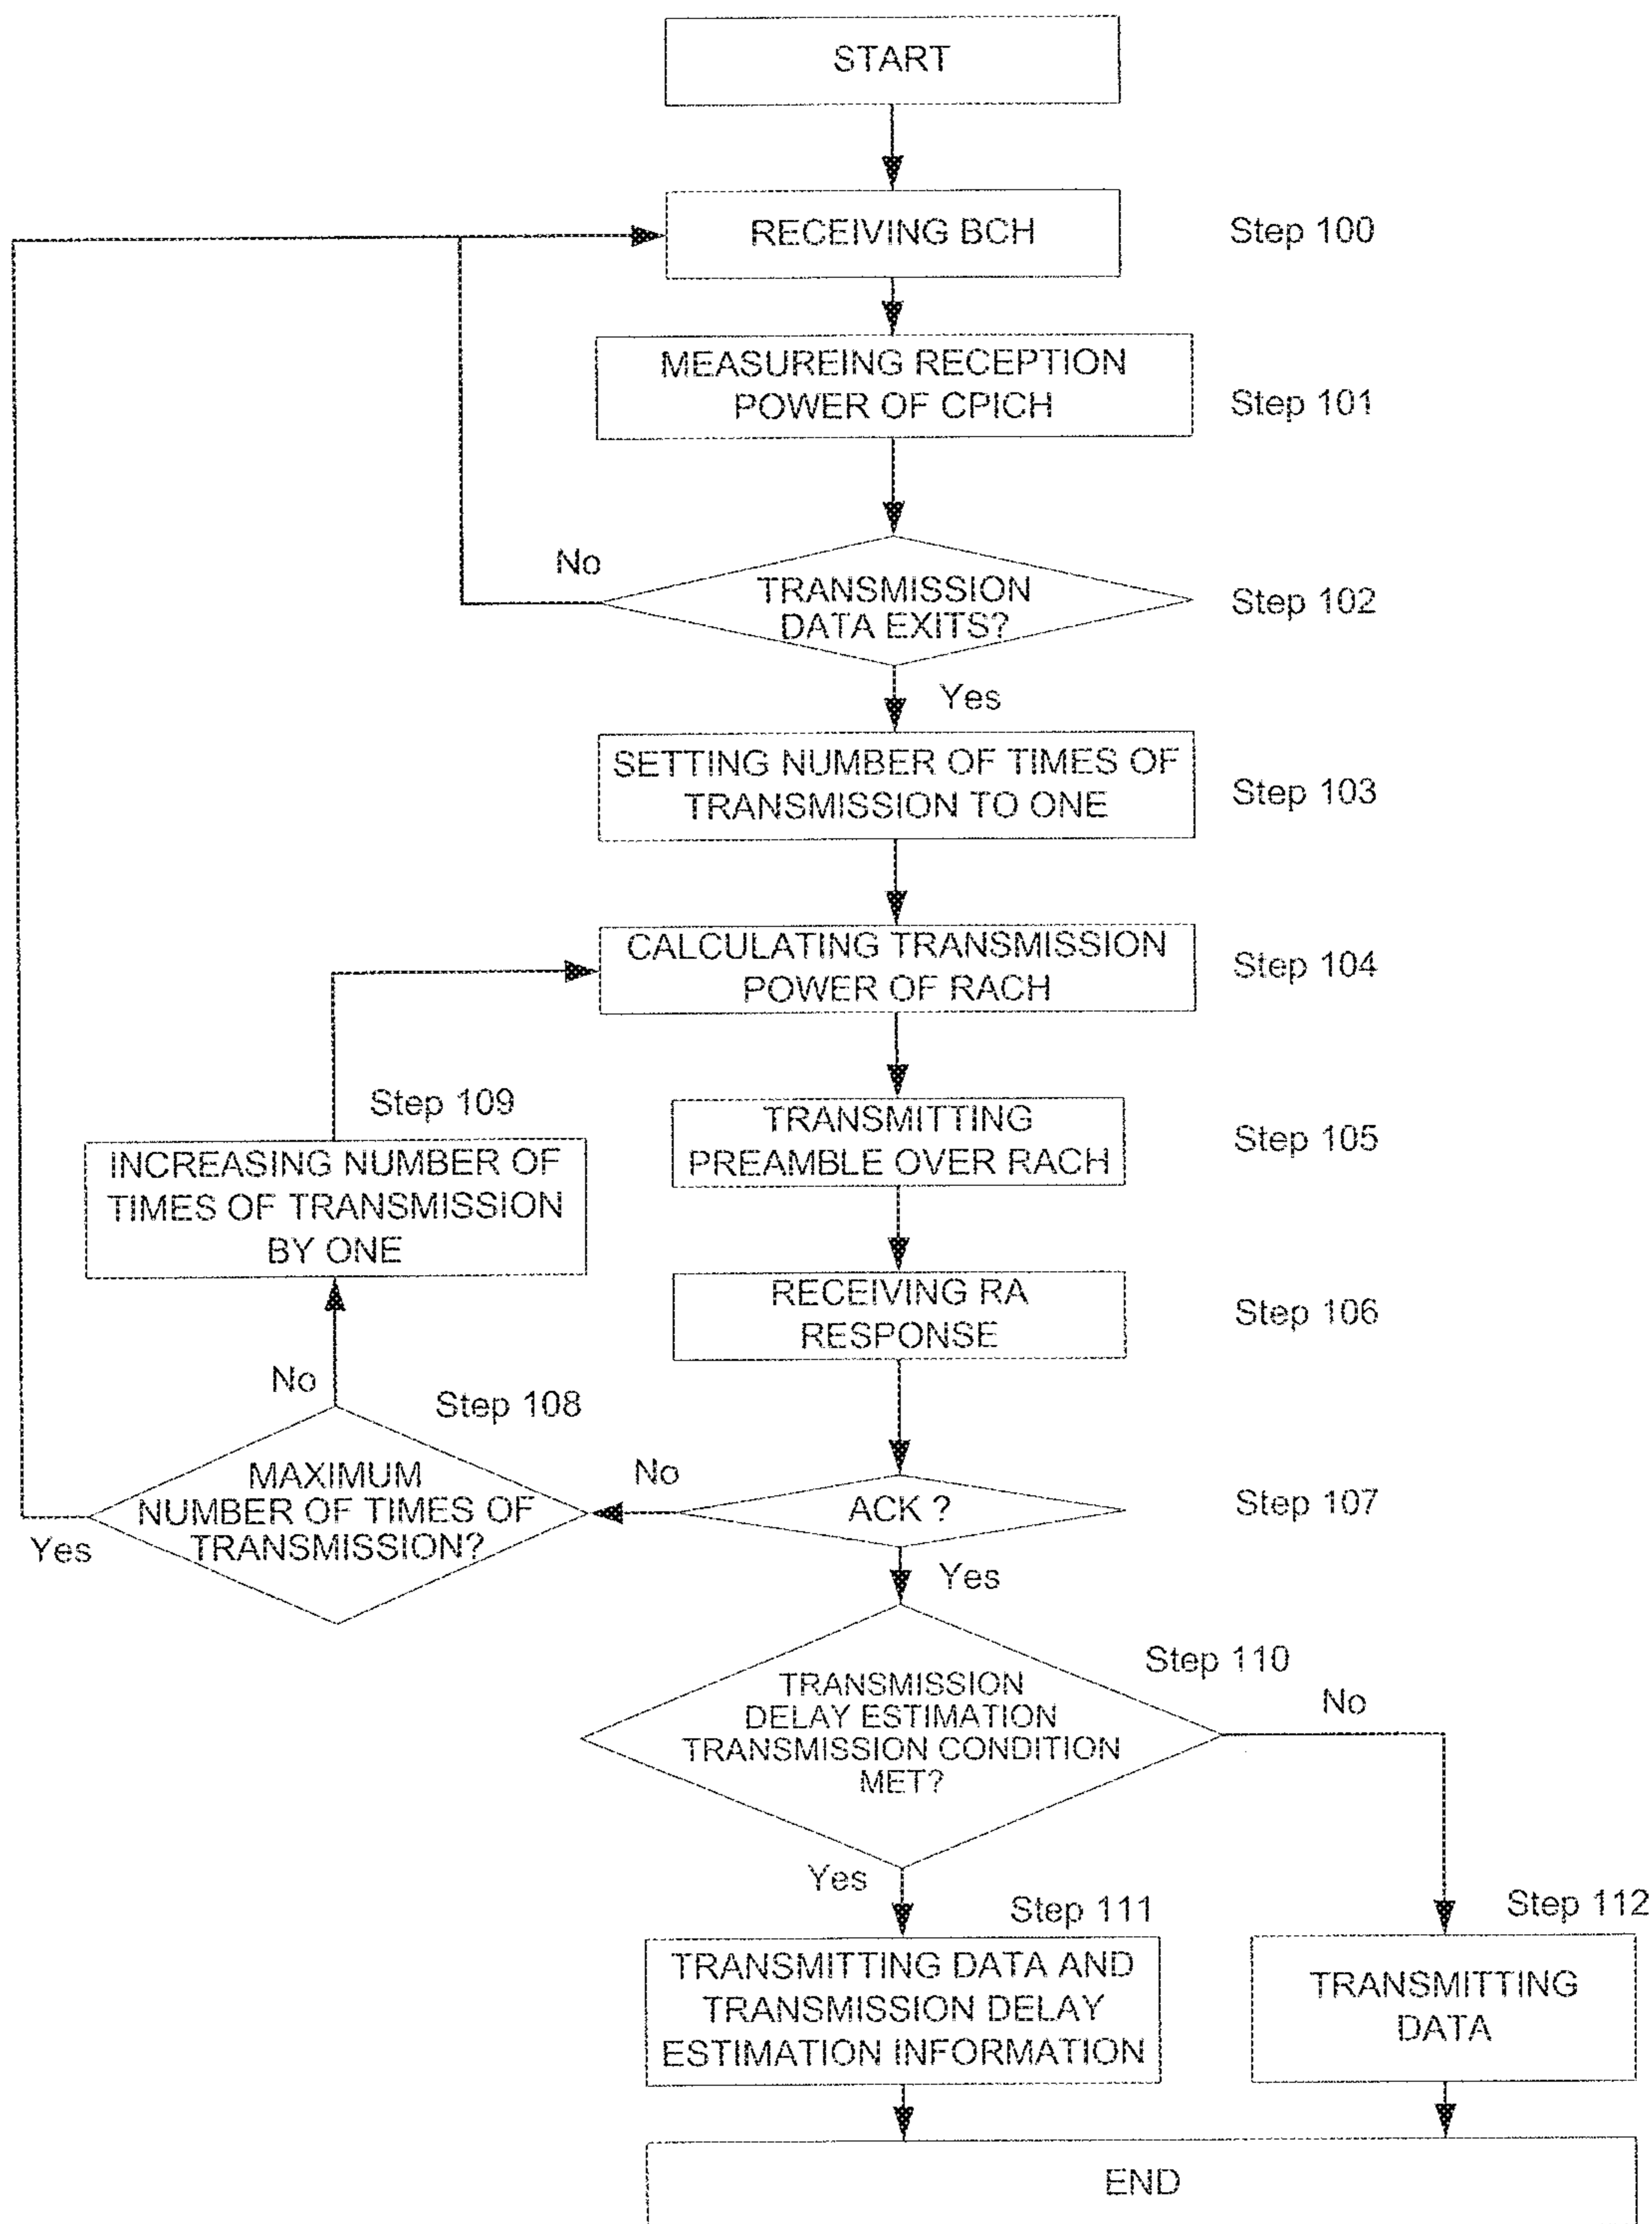 START
RECEIVING BCH
Step 100
MEASUREING RECEPTION
POWER OF CPICH
Step 101
No
TRANSMISSION
DATA EXITS?
Step 102
Yes
SETTING NUMBER OF TIMES OF
TRANSMISSION TO ONE
Step 103
CALCULATING TRANSMISSION
POWER OF RACH
Step 104
Step 109
INCREASING NUMBER OF
TIMES OF TRANSMISSION
BY ONE
TRANSMITTING
PREAMBLE OVER RACH
Step 105
RECEIVING RA
RESPONSE
Step 106
No
Step 108
MAXIMUM
NUMBER OF TIMES OF
TRANSMISSION?
Yes
No
ACK ?
Step 107
Yes
TRANSMISSION
DELAY ESTIMATION
TRANSMISSION CONDITION
MET?
Step 110
No
Yes
Step 111
TRANSMITTING DATA AND
TRANSMISSION DELAY
ESTIMATION INFORMATION
Step 112
TRANSMITTING
DATA
END